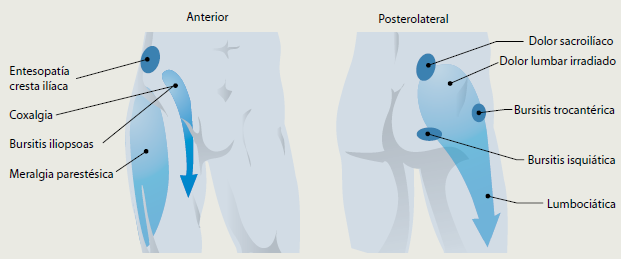 Anterior
Posterolateral
Entesopatía
cresta ilíaca
Coxalgia
Bursitis iliopsoas
Meralgia parestésica
Dolor sacroilíaco
Dolor lumbar irradiado
Bursitis trocantérica
Bursitis isquiática
Lumbociática